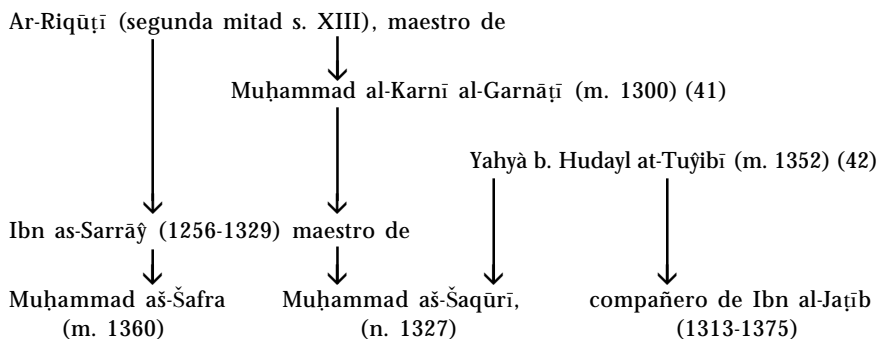 Ar-Riqūṭī (segunda mitad s. XIII), maestro de
Muḥammad al-Karnī al-Garnāṭī (m. 1300) (41)
Yahyà b. Hudayl at-Tuŷibī (m. 1352) (42)
Ibn as-Sarrāŷ (1256-1329) maestro de
Muḥammad aš-Šafra Muḥammad aš-Šaqūrī, compañero de Ibn al-Jaṭīb
(m. 1360) (n. 1327) (1313-1375)